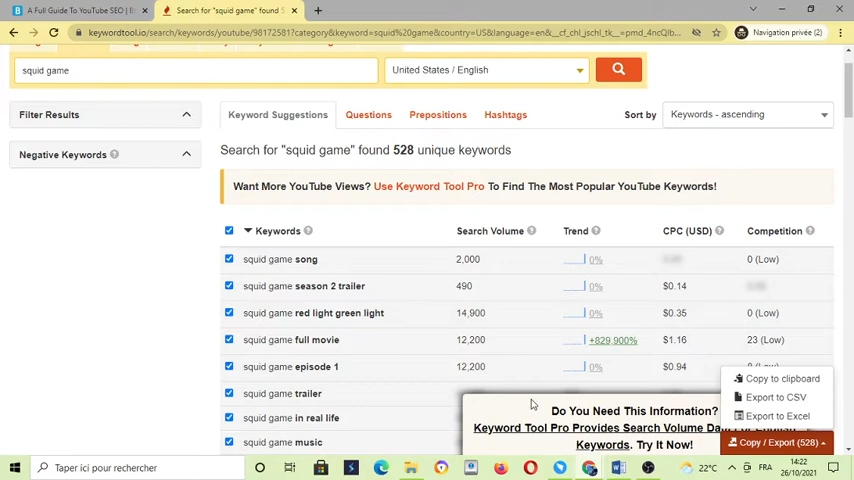 A Full Guide To YouTube SEO | B
Search for "squid game" found 5
keywordtool.io/search/keywords/youtube/98172581?category&keyword=squid%20game&country=US&language=en&__cf_chl_jschl_tk__=pmd_4ncQhl...
Navigation privée (2)
squid game
United States / English
Filter Results
Keyword Suggestions
Questions
Prepositions
Hashtags
Sort by
Keywords - ascending
Negative Keywords
Search for "squid game" found 528 unique keywords
Want More YouTube Views? Use Keyword Tool Pro To Find The Most Popular YouTube Keywords!
Keywords
Search Volume
Trend
CPC (USD)
Competition
squid game song 2,000 0% 0 (Low)
squid game season 2 trailer 490 0% $0.14
squid game red light green light 14,900 0% $0.35 0 (Low)
squid game full movie 12,200 +829,900% $1.16 23 (Low)
squid game episode 1 12,200 0% $0.94
squid game trailer
squid game in real life
squid game music
Copy to clipboard
Export to CSV
Export to Excel
Copy / Export (528)
Do You Need This Information?
Keyword Tool Pro Provides Search Volume Data For English
Keywords. Try It Now!
Taper ici pour rechercher
22°C
FRA
14:22
26/10/2021